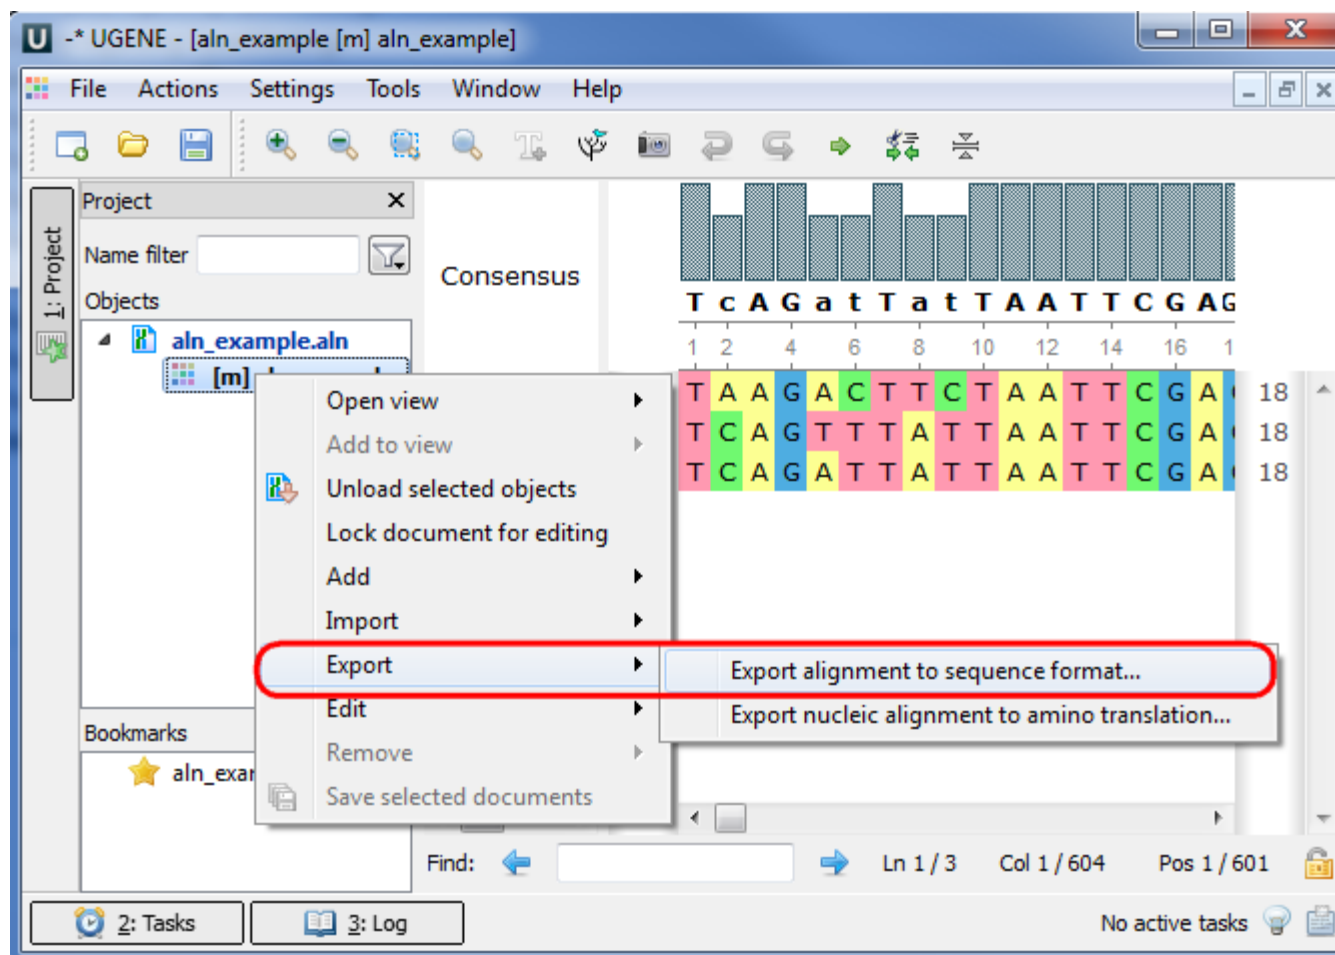 U -* UGENE - [aln_example [m] aln_example]
File Actions Settings Tools Window Help
1: Project
Project
Name filter
Objects
aln_example.aln
[m]
Consensus
T c A G a t T a t T A A T T C G A G
1 2 4 6 8 10 12 14 16 1
T A A G A C T T C T A A T T C G A 18
T C A G T T T A T T A A T T C G A 18
T C A G A T T A T T A A T T C G A 18
Open view
Add to view
Unload selected objects
Lock document for editing
Add
Import
Export
Edit
Remove
Save selected documents
Export alignment to sequence format...
Export nucleic alignment to amino translation...
Bookmarks
aln_exar
Find:
Ln 1 / 3 Col 1 / 604 Pos 1 / 601
2: Tasks
3: Log
No active tasks